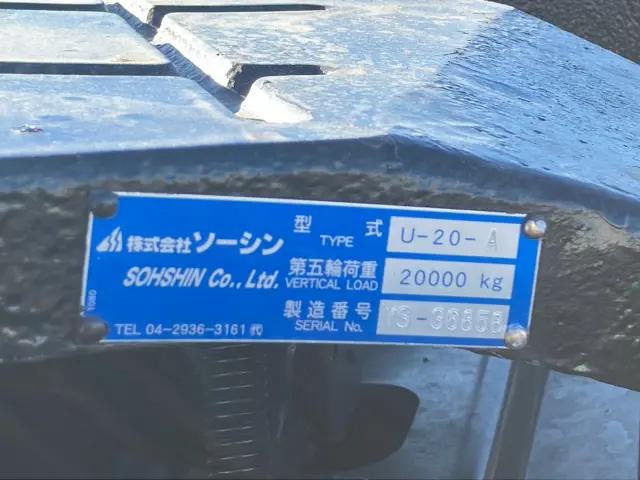 株式会社ソーシン
SOHSHIN Co., Ltd.
TEL 04-2936-3161 代
型 式
TYPE
U-20-A
第五輪荷重
VERTICAL LOAD
20000 kg
製造番号
SERIAL No.